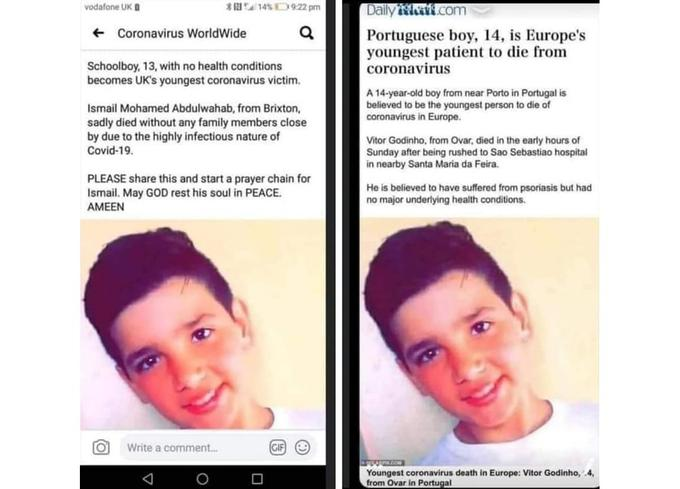 vodafone UK
14% 9:22 pm
Coronavirus WorldWide
Schoolboy, 13, with no health conditions
becomes UK's youngest coronavirus victim.
Ismail Mohamed Abdulwahab, from Brixton,
sadly died without any family members close
by due to the highly infectious nature of
Covid-19.
PLEASE share this and start a prayer chain for
Ismail. May GOD rest his soul in PEACE.
AMEEN
Write a comment...
GIF
Daily Mail.com
Portuguese boy, 14, is Europe's
youngest patient to die from
coronavirus
A 14-year-old boy from near Porto in Portugal is
believed to be the youngest person to die of
coronavirus in Europe.
Vitor Godinho, from Ovar, died in the early hours of
Sunday after being rushed to Sao Sebastiao hospital
in nearby Santa Maria da Feira.
He is believed to have suffered from psoriasis but had
no major underlying health conditions.
Youngest coronavirus death in Europe: Vitor Godinho, .4,
from Ovar in Portugal